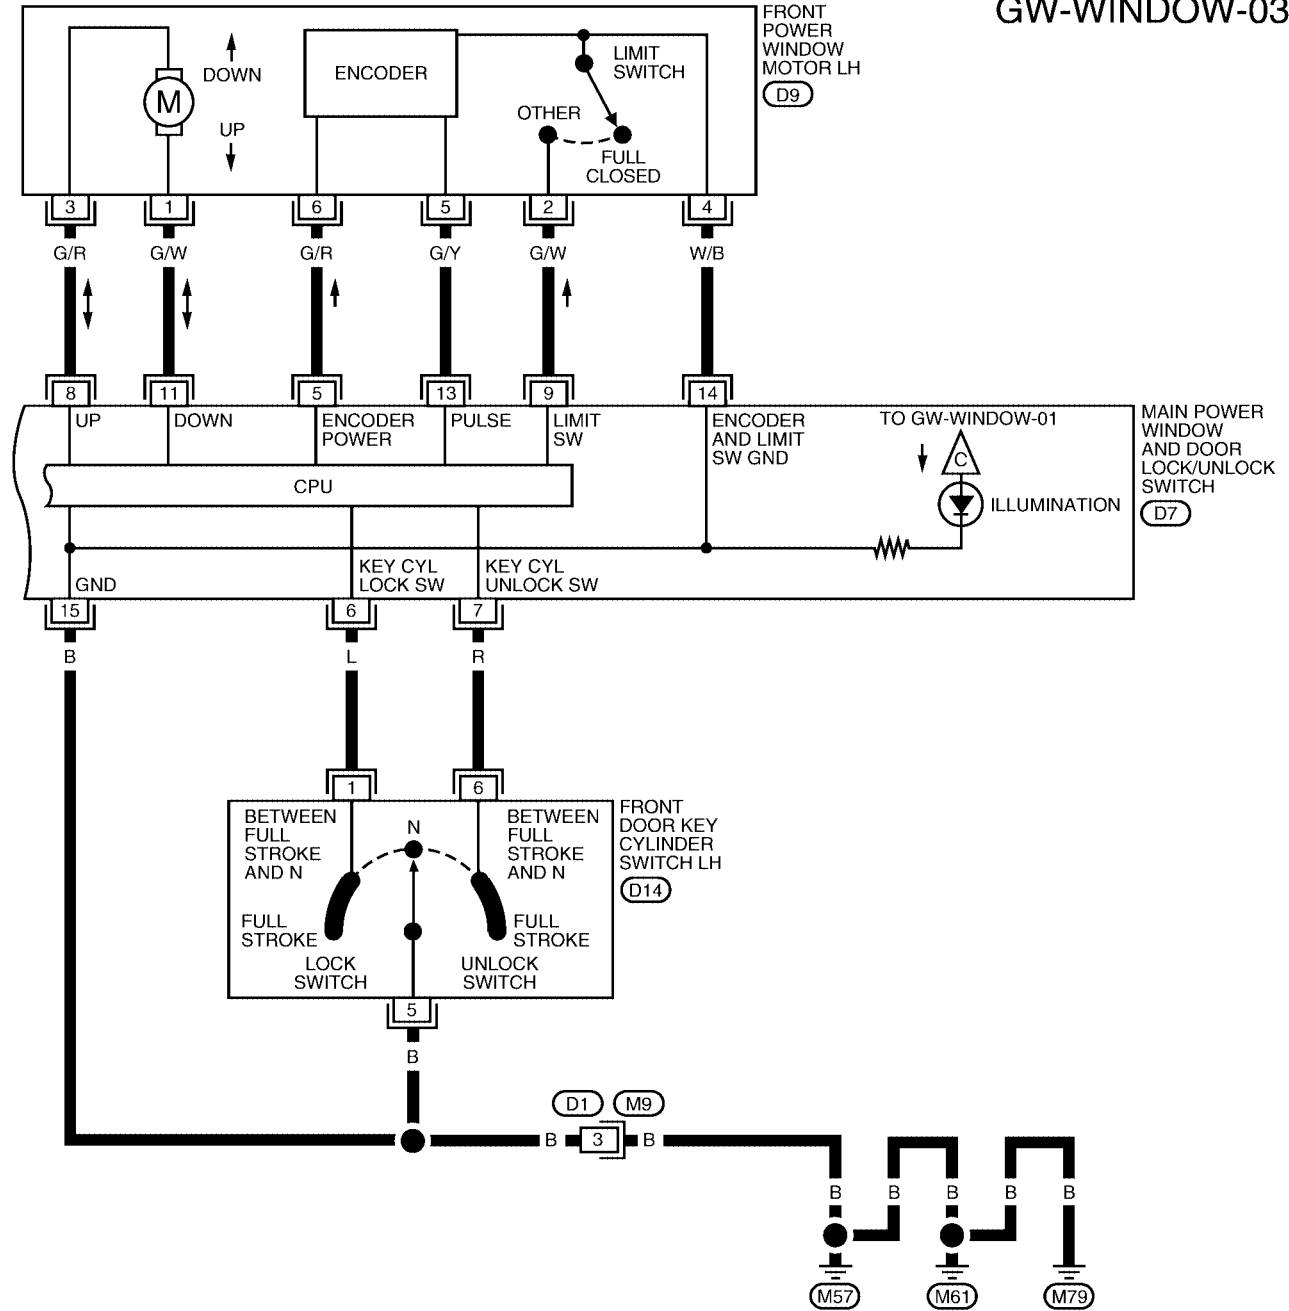 GW-WINDOW-03
FRONT
POWER
WINDOW
MOTOR LH
D9
M
DOWN
UP
ENCODER
LIMIT
SWITCH
OTHER
FULL
CLOSED
3
1
6
5
2
4
G/R
G/W
G/R
G/Y
G/W
W/B
8
11
5
13
9
14
UP
DOWN
ENCODER
POWER
PULSE
LIMIT
SW
ENCODER
AND LIMIT
SW GND
TO GW-WINDOW-01
C
ILLUMINATION
MAIN POWER
WINDOW
AND DOOR
LOCK/UNLOCK
SWITCH
D7
CPU
GND
KEY CYL
LOCK SW
KEY CYL
UNLOCK SW
15
6
7
B
L
R
1
6
BETWEEN
FULL
STROKE
AND N
N
BETWEEN
FULL
STROKE
AND N
FULL
STROKE
FULL
STROKE
LOCK
SWITCH
UNLOCK
SWITCH
FRONT
DOOR KEY
CYLINDER
SWITCH LH
D14
5
B
D1
M9
B
3
B
B
B
B
B
B
M57
M61
M79